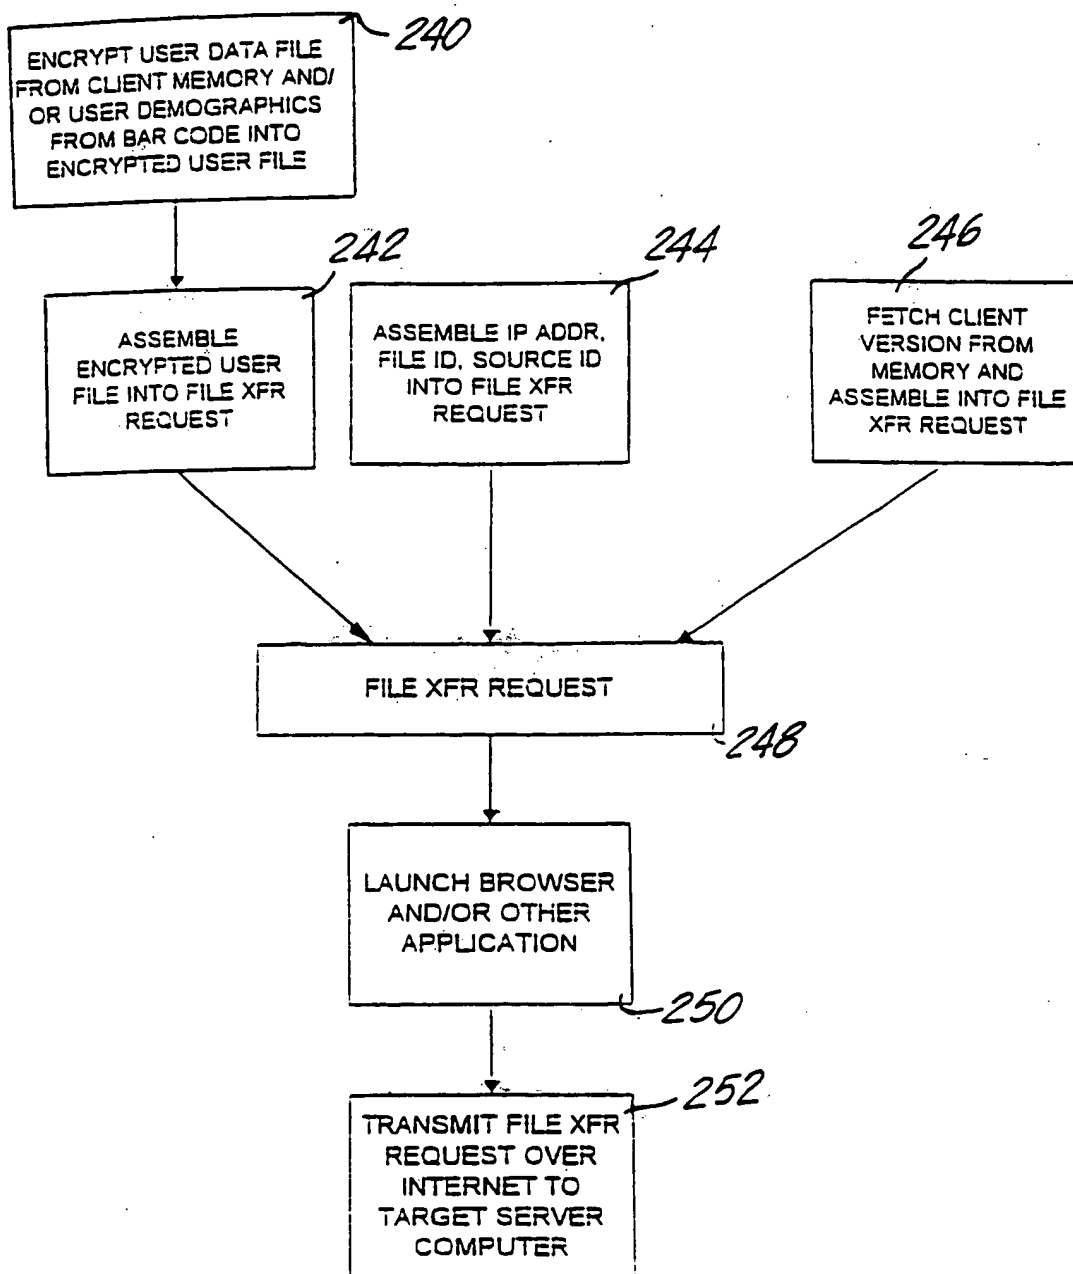 240
ENCRYPT USER DATA FILE
FROM CLIENT MEMORY AND/
OR USER DEMOGRAPHICS
FROM BAR CODE INTO
ENCRYPTED USER FILE
242
ASSEMBLE
ENCRYPTED USER
FILE INTO FILE XFR
REQUEST
244
ASSEMBLE IP ADDR,
FILE ID, SOURCE ID
INTO FILE XFR
REQUEST
246
FETCH CLIENT
VERSION FROM
MEMORY AND
ASSEMBLE INTO FILE
XFR REQUEST
FILE XFR REQUEST
248
LAUNCH BROWSER
AND/OR OTHER
APPLICATION
250
252
TRANSMIT FILE XFR
REQUEST OVER
INTERNET TO
TARGET SERVER
COMPUTER